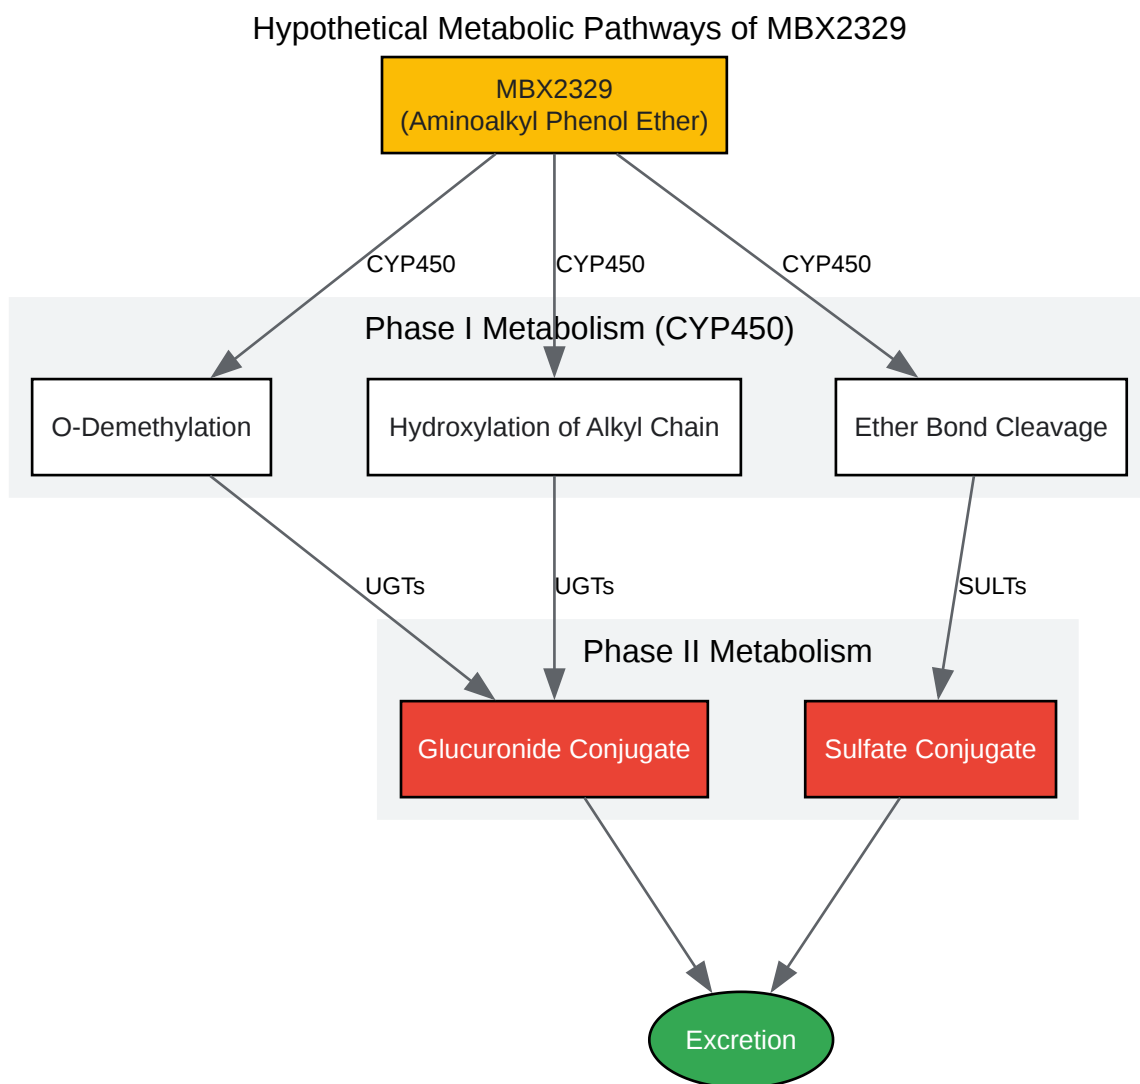 Hypothetical Metabolic Pathways of MBX2329
MBX2329
(Aminoalkyl Phenol Ether)
CYP450
CYP450
CYP450
Phase I Metabolism (CYP450)
O-Demethylation
Hydroxylation of Alkyl Chain
Ether Bond Cleavage
UGTs
UGTs
SULTs
Phase II Metabolism
Glucuronide Conjugate
Sulfate Conjugate
Excretion